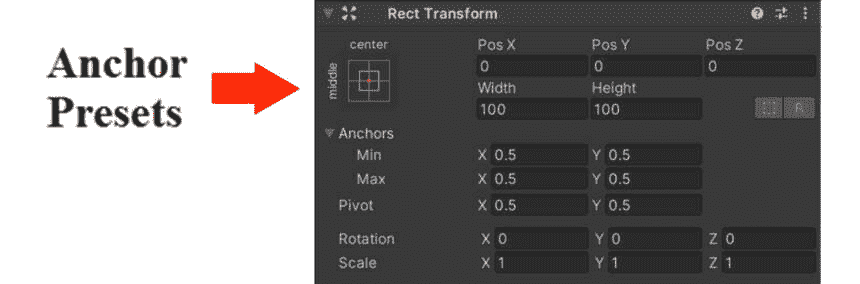 Anchor
Presets
Rect Transform
center
middle
Pos X Pos Y Pos Z
0 0 0
Width Height
100 100
R
Anchors
Min X 0.5 Y 0.5
Max X 0.5 Y 0.5
Pivot X 0.5 Y 0.5
Rotation X 0 Y 0 Z 0
Scale X 1 Y 1 Z 1